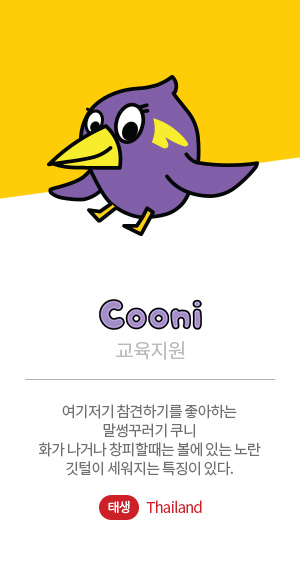 Cooni
교육지원
여기저기 참견하기를 좋아하는
말썽꾸러기 쿠니
화가 나거나 창피할때는 볼에 있는 노란
깃털이 세워지는 특징이 있다.
태생 Thailand